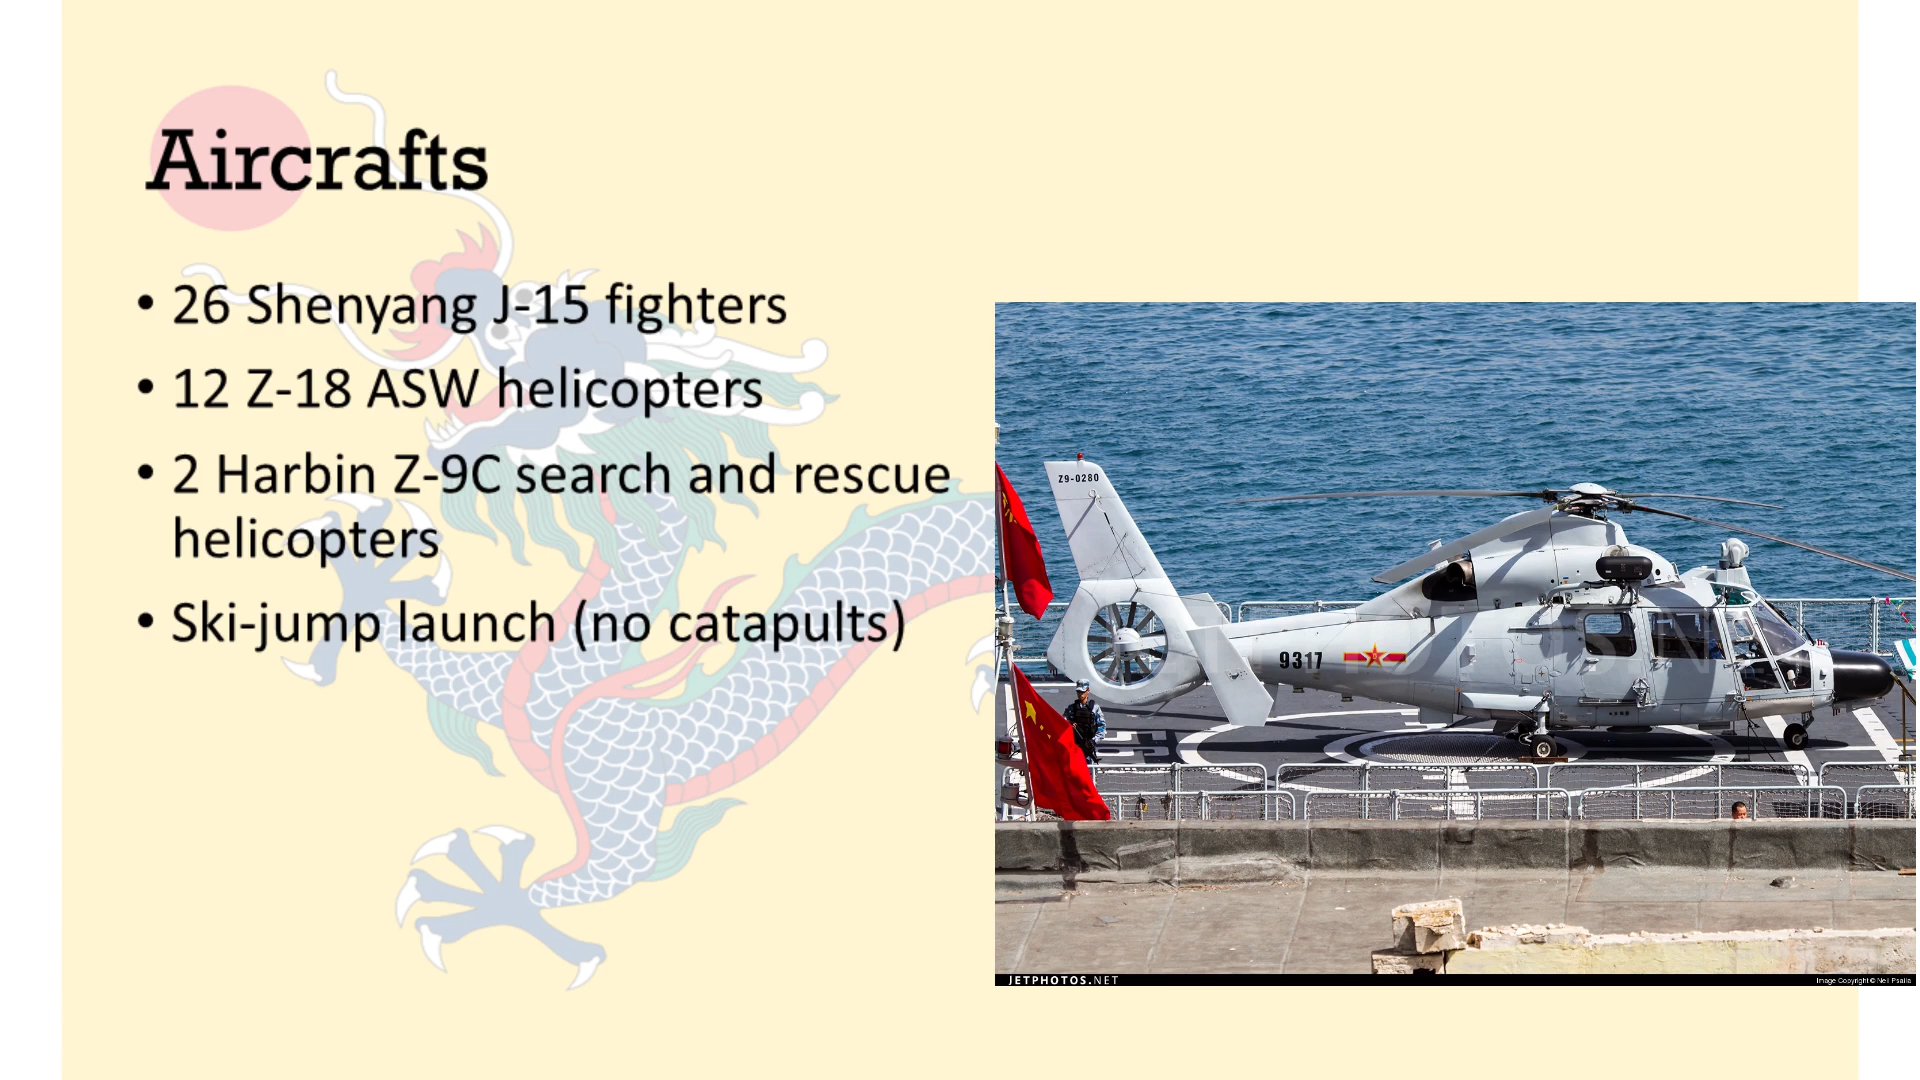 Aircrafts
• 26 Shenyang J-15 fighters
• 12 Z-18 ASW helicopters
• 2 Harbin Z-9C search and rescue
helicopters
• Ski-jump launch (no catapults)
Z9-0280
9317
JETPHOTOS.NET
Image Copyright © Neil Psaila